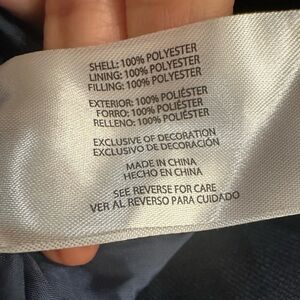 SHELL: 100% POLYESTER
LINING: 100% POLYESTER
FILLING: 100% POLYESTER
EXTERIOR: 100% POLIÉSTER
FORRO: 100% POLIÉSTER
RELLENO: 100% POLIÉSTER
EXCLUSIVE OF DECORATION
EXCLUSIVO DE DECORACIÓN
MADE IN CHINA
HECHO EN CHINA
SEE REVERSE FOR CARE
VER AL REVERSO PARA CUIDADO